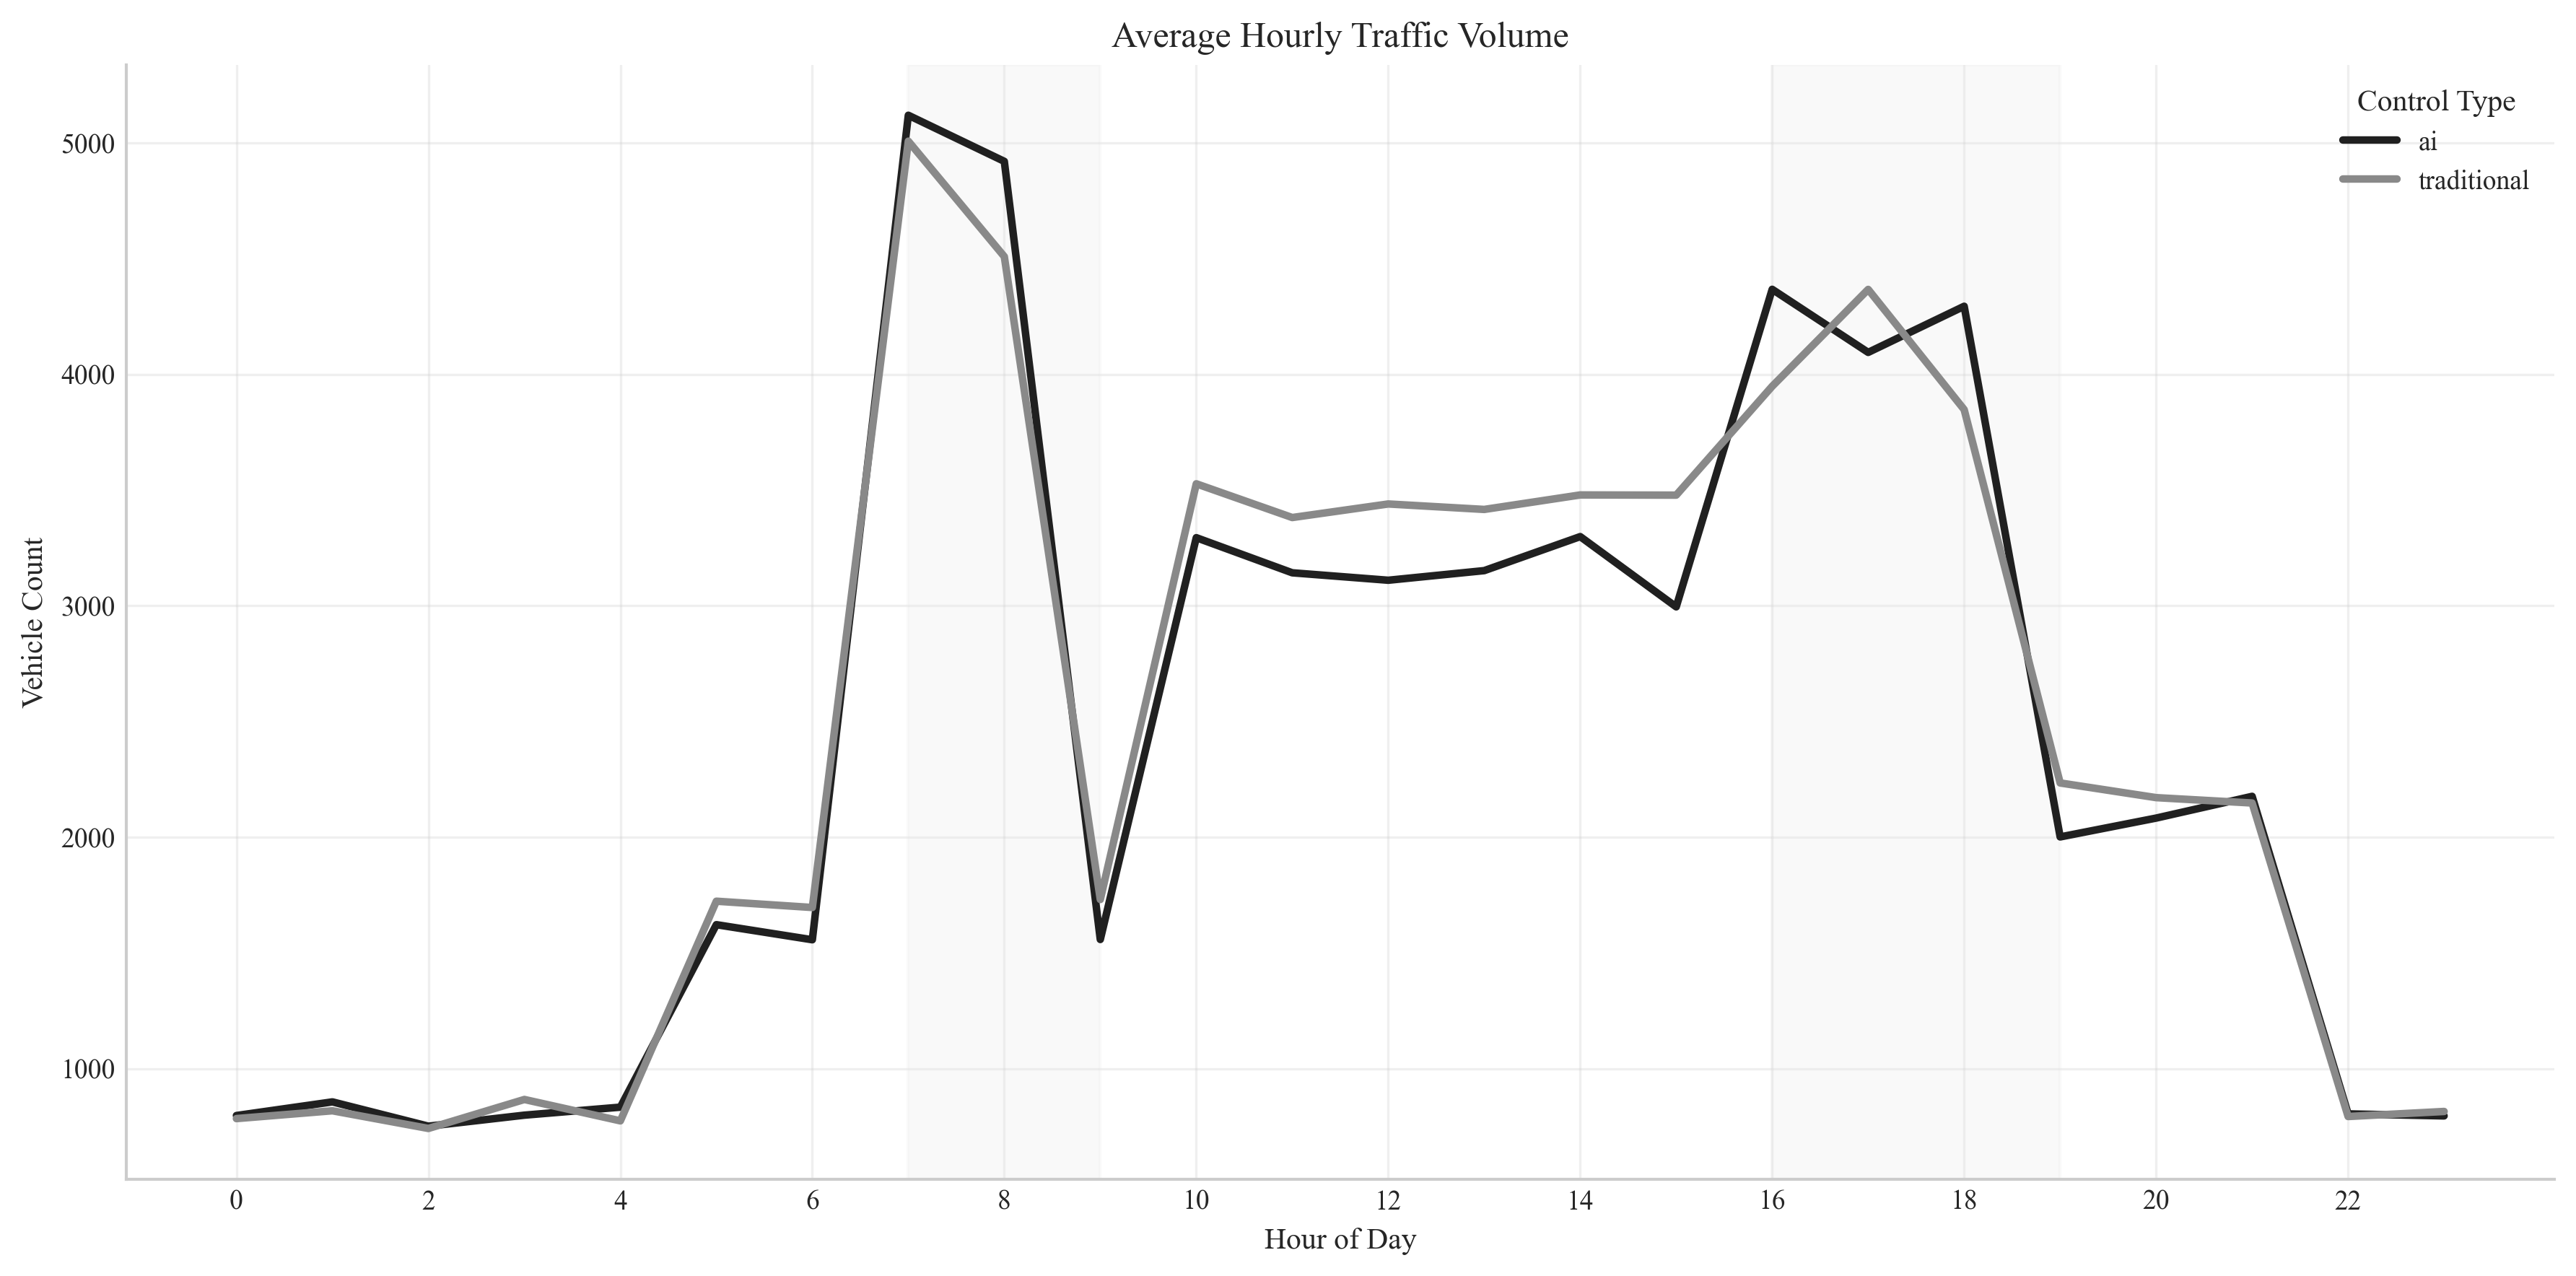 Average Hourly Traffic Volume
Control Type
ai
traditional
Vehicle Count
5000
4000
3000
2000
1000
0 2 4 6 8 10 12 14 16 18 20 22
Hour of Day